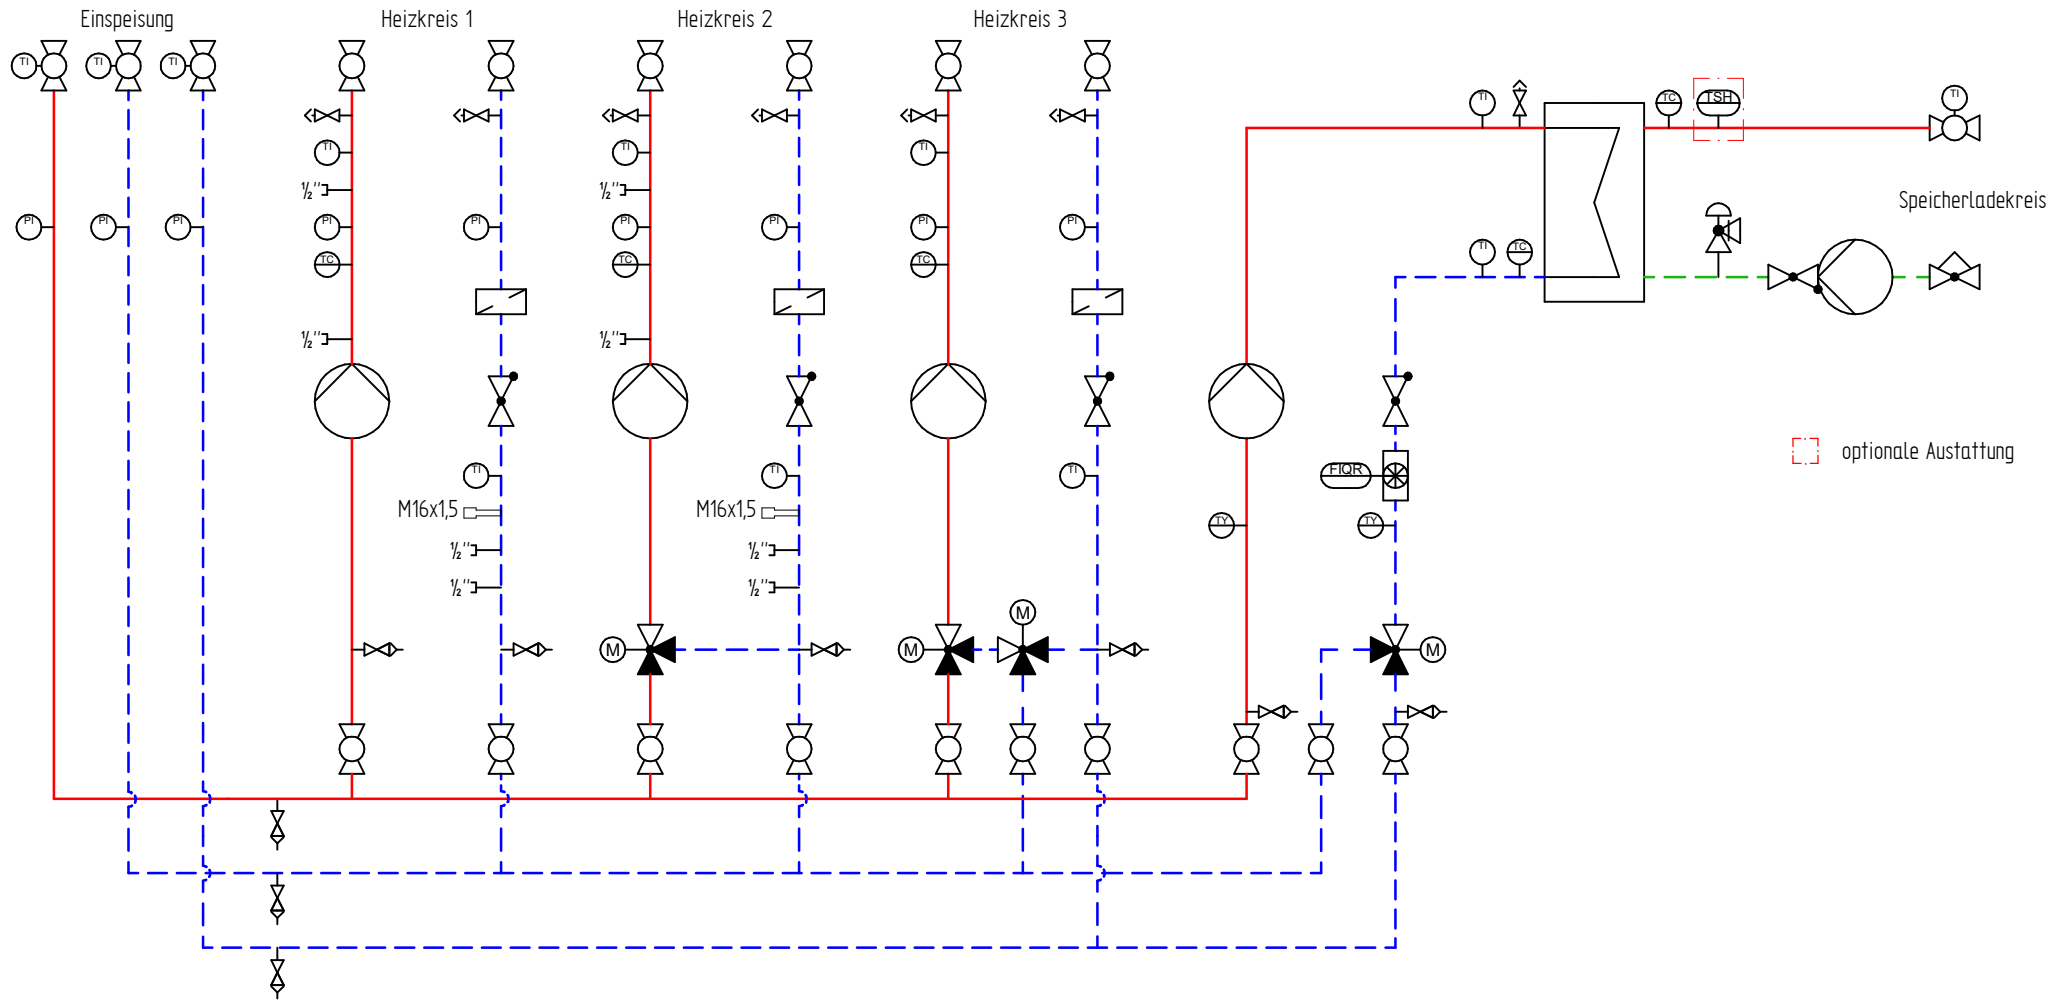 Einspeisung Heizkreis 1 Heizkreis 2 Heizkreis 3
TI TI TI
TI TC TSH TI
TI TI TI
1/2'' 1/2''
Speicherladekreis
PI PI PI PI PI PI PI PI PI
TI TC
TC TC TC
1/2'' 1/2''
optionale Austattung
TI TI TI FIQR
M16x1,5 M16x1,5
TY TY
1/2'' 1/2''
1/2'' 1/2''
M
M M M